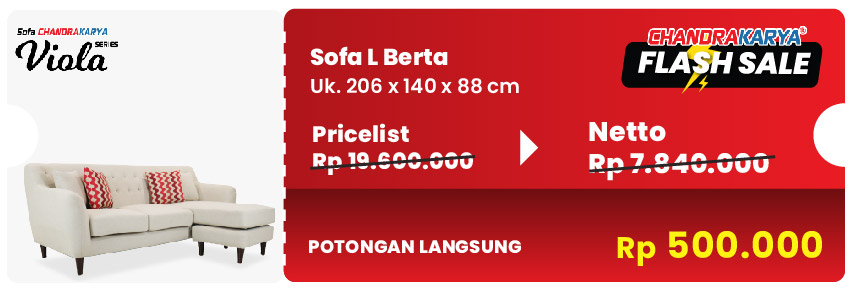 Sofa CHANDRAKARYA
Viola SERIES
Sofa L Berta
Uk. 206 x 140 x 88 cm
CHANDRAKARYA®
FLASH SALE
Pricelist
Rp 19.600.000
Netto
Rp 7.840.000
POTONGAN LANGSUNG
Rp 500.000